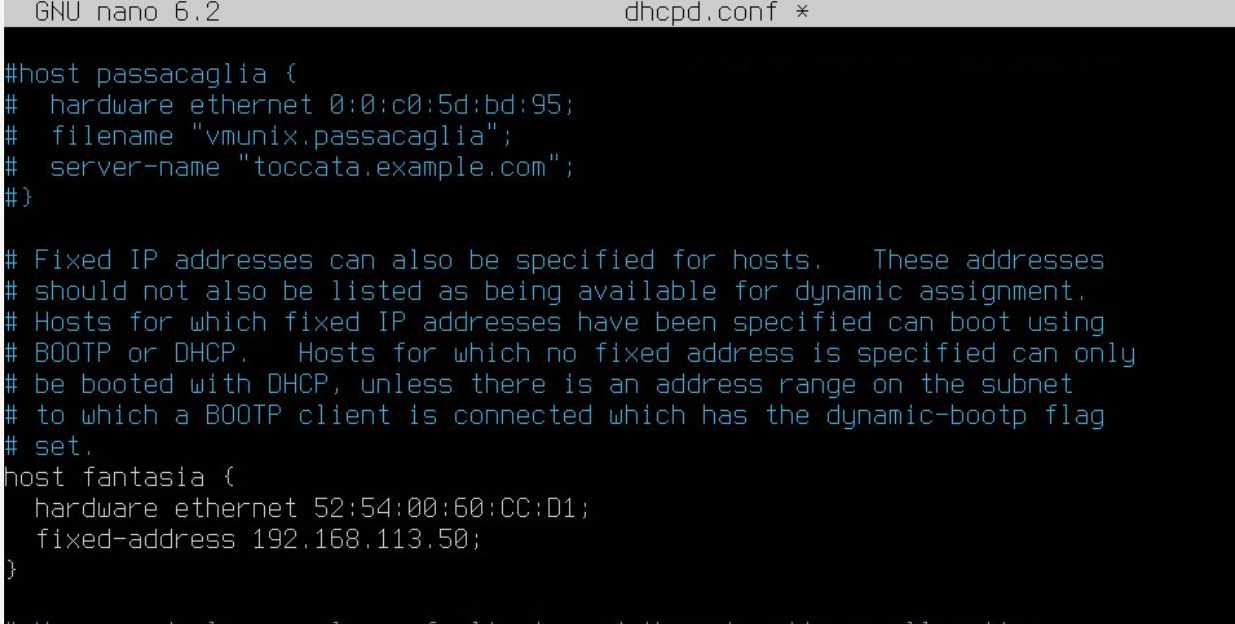 GNU nano 6.2 dhcpd.conf *
#host passacaglia {
#  hardware ethernet 0:0:c0:5d:bd:95;
#  filename "vmunix.passacaglia";
#  server-name "toccata.example.com";
#}
# Fixed IP addresses can also be specified for hosts.   These addresses
# should not also be listed as being available for dynamic assignment.
# Hosts for which fixed IP addresses have been specified can boot using
# BOOTP or DHCP.   Hosts for which no fixed address is specified can only
# be booted with DHCP, unless there is an address range on the subnet
# to which a BOOTP client is connected which has the dynamic-bootp flag
# set.
host fantasia {
  hardware ethernet 52:54:00:60:CC:D1;
  fixed-address 192.168.113.50;
}